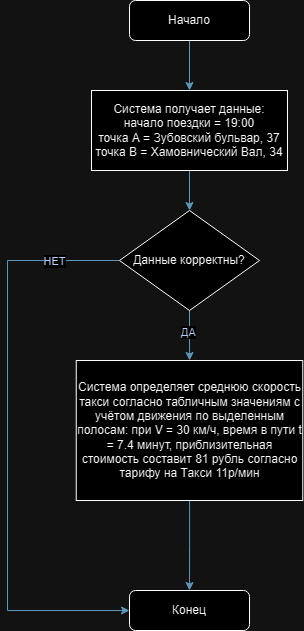 Начало
Система получает данные:
начало поездки = 19:00
точка А = Зубовский бульвар, 37
точка В = Хамовнический Вал, 34
Данные корректны?
НЕТ
ДА
Система определяет среднюю скорость
такси согласно табличным значениям с
учётом движения по выделенным
полосам: при V = 30 км/ч, время в пути t
= 7.4 минут, приблизительная
стоимость составит 81 рубль согласно
тарифу на Такси 11р/мин
Конец